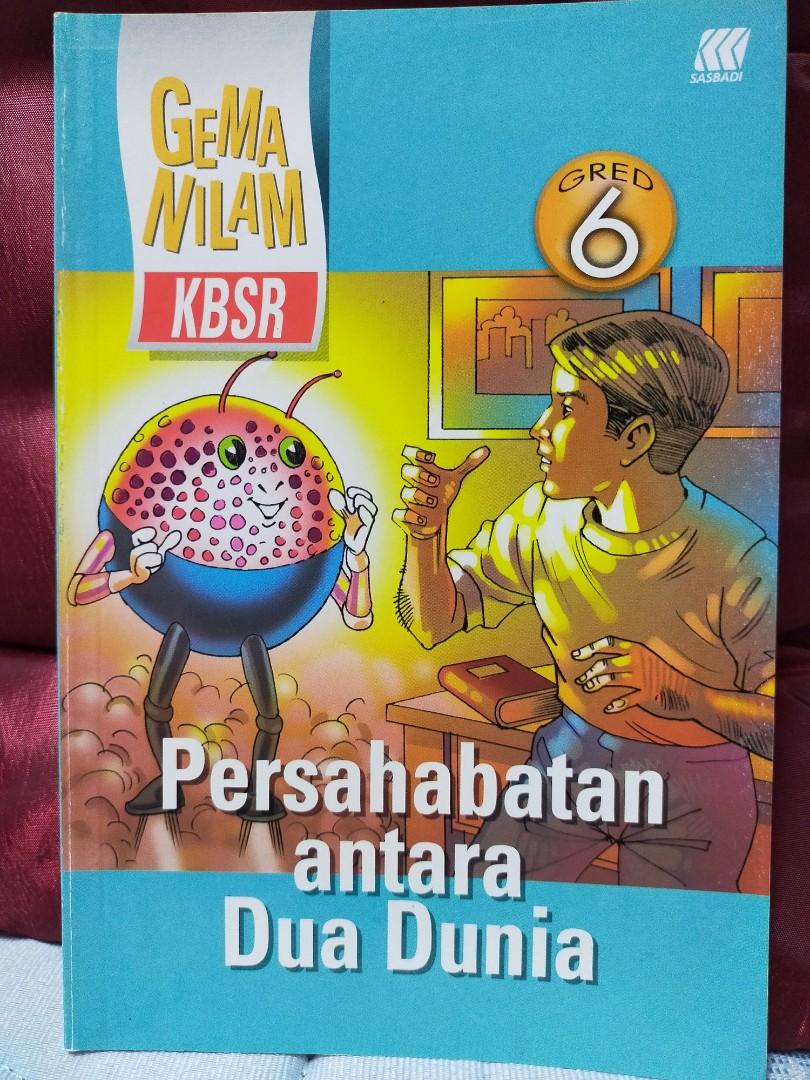 SASBADI
GEMA
NILAM
KBSR
GRED
6
Persahabatan
antara
Dua Dunia